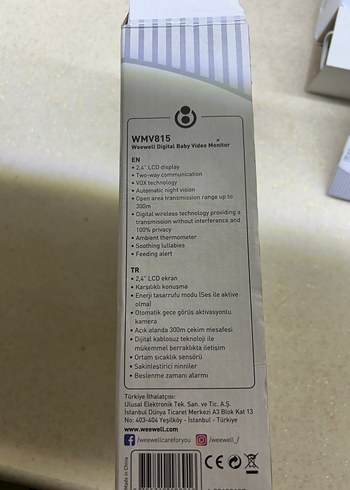 WMV815
Weewell Digital Baby Video Monitor
EN
• 2,4" LCD display
• Two-way communication
• VOX technology
• Automatic night vision
• Open area transmission range up to
300m
• Digital wireless technology providing a
transmission without interference and
100% privacy
• Ambient thermometer
• Soothing lullabies
• Feeding alert
TR
• 2,4" LCD ekran
• Karşılıklı konuşma
• Enerji tasarrufu modu (Ses ile aktive
olma)
• Otomatik gece görüş aktivasyonlu
kamera
• Açık alanda 300m çekim mesafesi
• Dijital kablosuz teknoloji ile
mükemmel berraklıkta iletişim
• Ortam sıcaklık sensörü
• Sakinleştirici ninniler
• Beslenme zamanı alarmı
Türkiye İthalatçısı:
Ulusal Elektronik Tek. San. ve Tic. A.Ş.
İstanbul Dünya Ticaret Merkezi A3 Blok Kat 13
No: 403-404 Yeşilköy - İstanbul - Türkiye
www.weewell.com
/weewellcareforyou /weewell_/
Made in China
CE